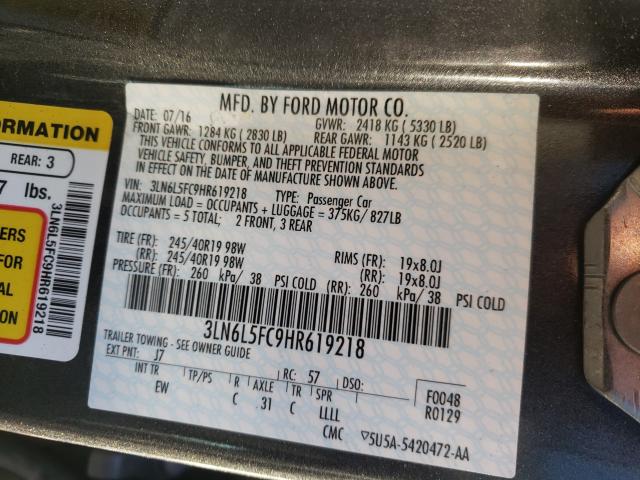 MFD. BY FORD MOTOR CO.
DATE: 07/16 GVWR: 2418 KG ( 5330 LB)
FRONT GAWR: 1284 KG ( 2830 LB) REAR GAWR: 1143 KG ( 2520 LB)
THIS VEHICLE CONFORMS TO ALL APPLICABLE FEDERAL MOTOR
VEHICLE SAFETY, BUMPER, AND THEFT PREVENTION STANDARDS
IN EFFECT ON THE DATE OF MANUFACTURE SHOWN ABOVE.
VIN: 3LN6L5FC9HR619218 TYPE: Passenger Car
MAXIMUM LOAD = OCCUPANTS + LUGGAGE = 375KG/ 827LB
OCCUPANTS = 5 TOTAL; 2 FRONT, 3 REAR
TIRE (FR): 245/40R19 98W RIMS (FR): 19x8.0J
(RR): 245/40R19 98W (RR): 19x8.0J
PRESSURE (FR): 260 kPa/ 38 PSI COLD (RR): 260 kPa/ 38 PSI COLD
3LN6L5FC9HR619218
TRAILER TOWING - SEE OWNER GUIDE
EXT PNT: J7 RC: 57 DSO:
INT TR TP/PS R AXLE TR SPR
EW C .31 C LLLL
CMC
F0048
R0129
▽5U5A-5420472-AA
ORMATION
REAR: 3
7 lbs.
ERS
FOR
AL
ION
3LN6L5FC9HR619218